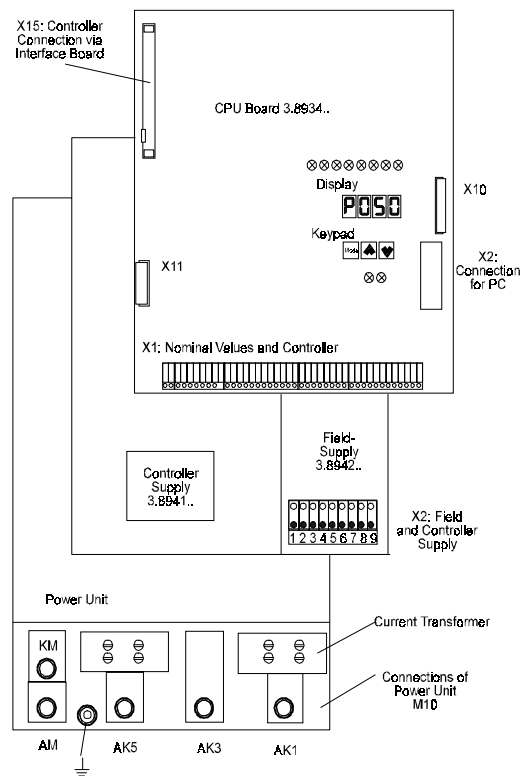 X15: Controller
Connection via
Interface Board
CPU Board 3.8934..
Display
P050
X10
Keypad
Mode
X11
X2:
Connection
for PC
X1: Nominal Values and Controller
Field-
Supply
3.8942..
Controller
Supply
3.8941..
1 2 3 4 5 6 7 8 9
X2: Field
and Controller
Supply
Power Unit
Current Transformer
KM
Connections of
Power Unit
M10
AM
AK5
AK3
AK1